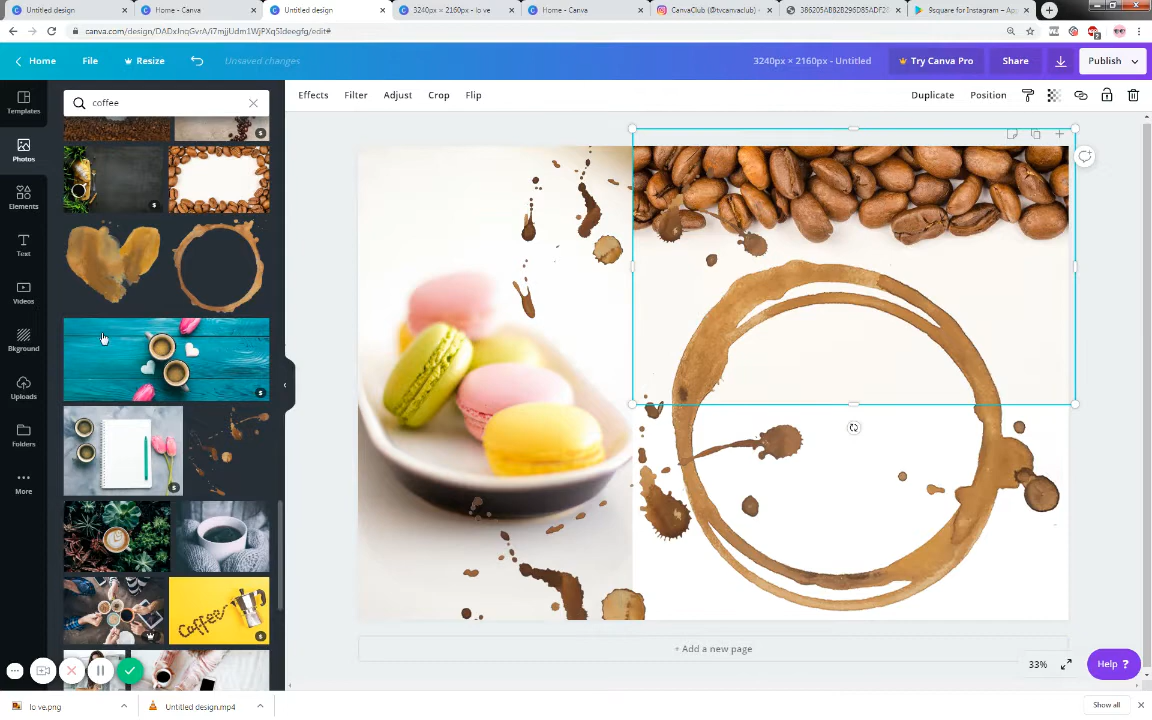 Untitled design
Home - Canva
Untitled design
3240px × 2160px - lo ve
Home - Canva
CanvaClub (@tvcanvaclub) •
386205AB82B296D85ADF2
9square for Instagram – Ap
canva.com/design/DADxJnqGvrA/i7mjjUdm1WjPXq5Ideegfg/edit#
Home
File
Resize
Unsaved changes
3240px × 2160px - Untitled
Try Canva Pro
Share
Publish
Templates
Photos
Elements
Text
Videos
Bkground
Uploads
Folders
More
coffee
Effects
Filter
Adjust
Crop
Flip
Duplicate
Position
$
$
$
$
Coffee
$
+ Add a new page
33%
Help ?
lo ve.png
Untitled design.mp4
Show all